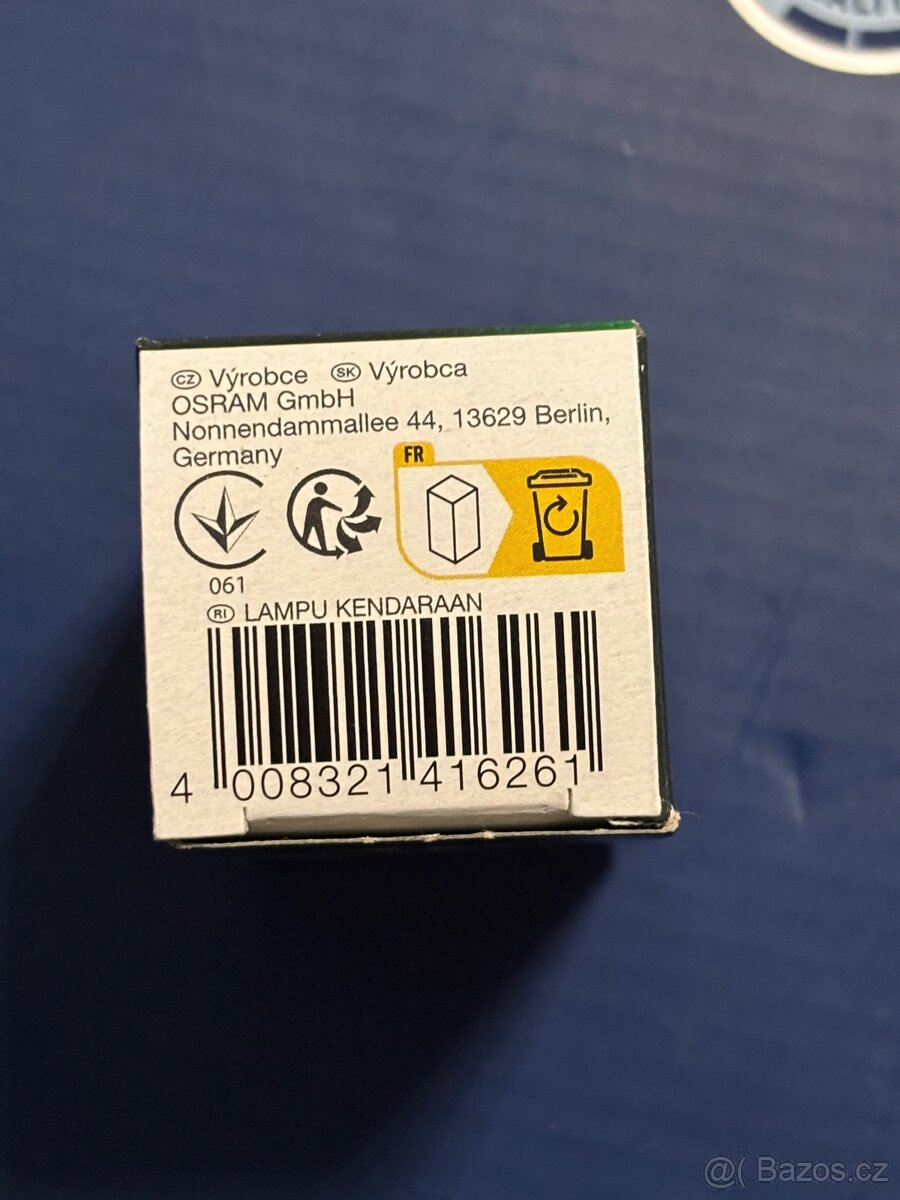 CZ Výrobce SK Výrobca
OSRAM GmbH
Nonnendammallee 44, 13629 Berlin,
Germany
FR
061
RI LAMPU KENDARAAN
4 008321 416261
@( Bazos.cz